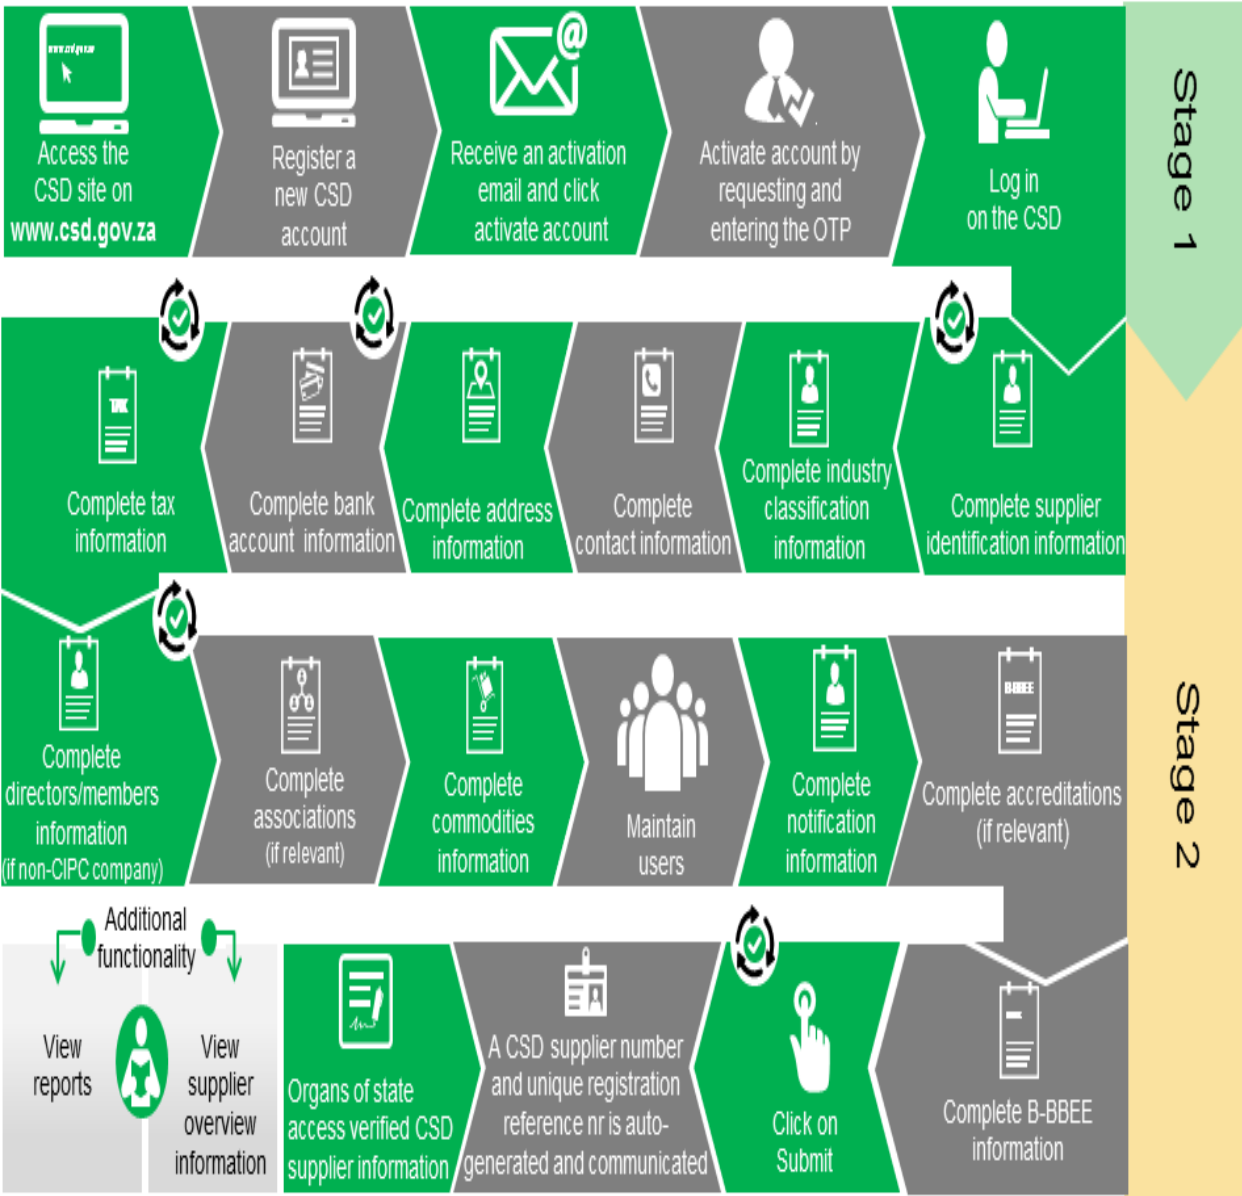 www.csd.gov.za
Access the
CSD site on
www.csd.gov.za
Register a
new CSD
account
@
Receive an activation
email and click
activate account
Activate account by
requesting and
entering the OTP
Log in
on the CSD
Stage 1
TAX
Complete tax
information
Complete bank
account information
Complete address
information
Complete
contact information
Complete industry
classification
information
Complete supplier
identification information
Complete
directors/members
information
(if non-CIPC company)
Complete
associations
(if relevant)
Complete
commodities
information
Maintain
users
Complete
notification
information
B-BBEE
Complete accreditations
(if relevant)
Stage 2
Additional
functionality
View
reports
View
supplier
overview
information
Organs of state
access verified CSD
supplier information
A CSD supplier number
and unique registration
reference nr is auto-
generated and communicated
Click on
Submit
Complete B-BBEE
information